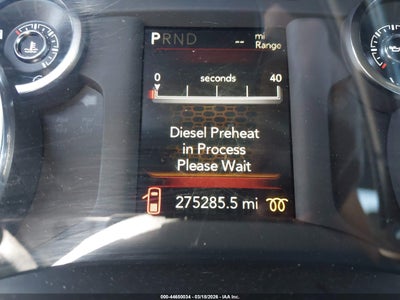 PRND -- mi
Range
0 seconds 40
Diesel Preheat
in Process
Please Wait
275285.5 mi
000-44650034 | 03/18/2026 - IAA Inc.